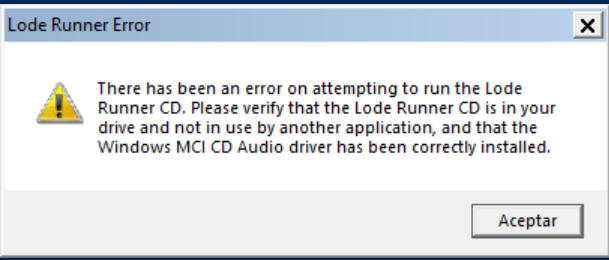 Lode Runner Error
There has been an error on attempting to run the Lode
Runner CD. Please verify that the Lode Runner CD is in your
drive and not in use by another application, and that the
Windows MCI CD Audio driver has been correctly installed.
Aceptar